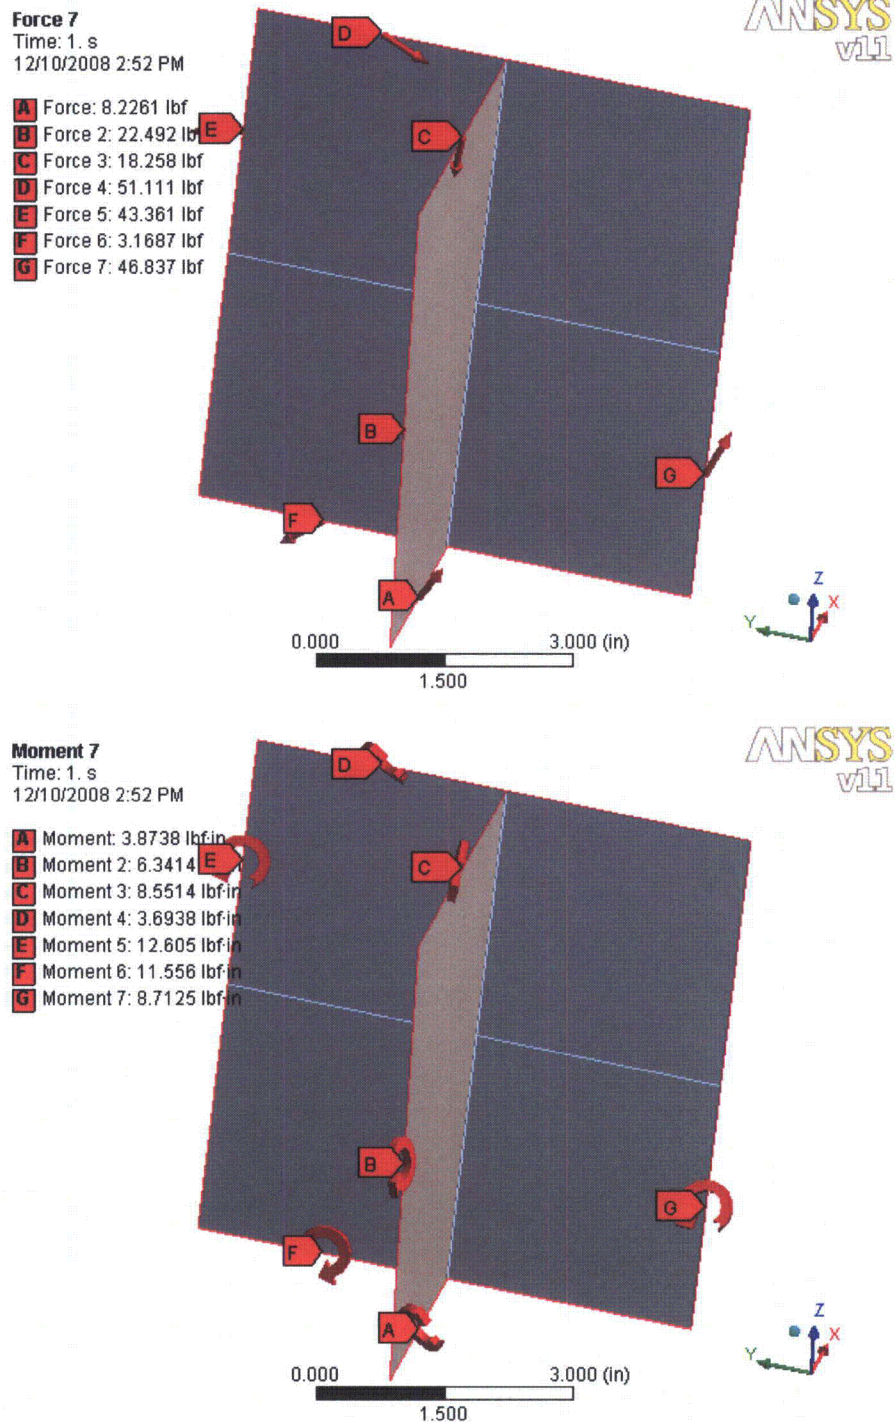 Force 7
Time: 1. s
12/10/2008 2:52 PM
ANSYS
v11
A Force: 8.2261 lbf
B Force 2: 22.492 lbf
C Force 3: 18.258 lbf
D Force 4: 51.111 lbf
E Force 5: 43.361 lbf
F Force 6: 3.1687 lbf
G Force 7: 46.837 lbf
D
E
C
B
G
F
A
Z
X
Y
0.000 3.000 (in)
1.500
Moment 7
Time: 1. s
12/10/2008 2:52 PM
ANSYS
v11
A Moment: 3.8738 lbf·in
B Moment 2: 6.3414
C Moment 3: 8.5514 lbf·in
D Moment 4: 3.6938 lbf·in
E Moment 5: 12.605 lbf·in
F Moment 6: 11.556 lbf·in
G Moment 7: 8.7125 lbf·in
D
E
C
B
G
F
A
Z
X
Y
0.000 3.000 (in)
1.500